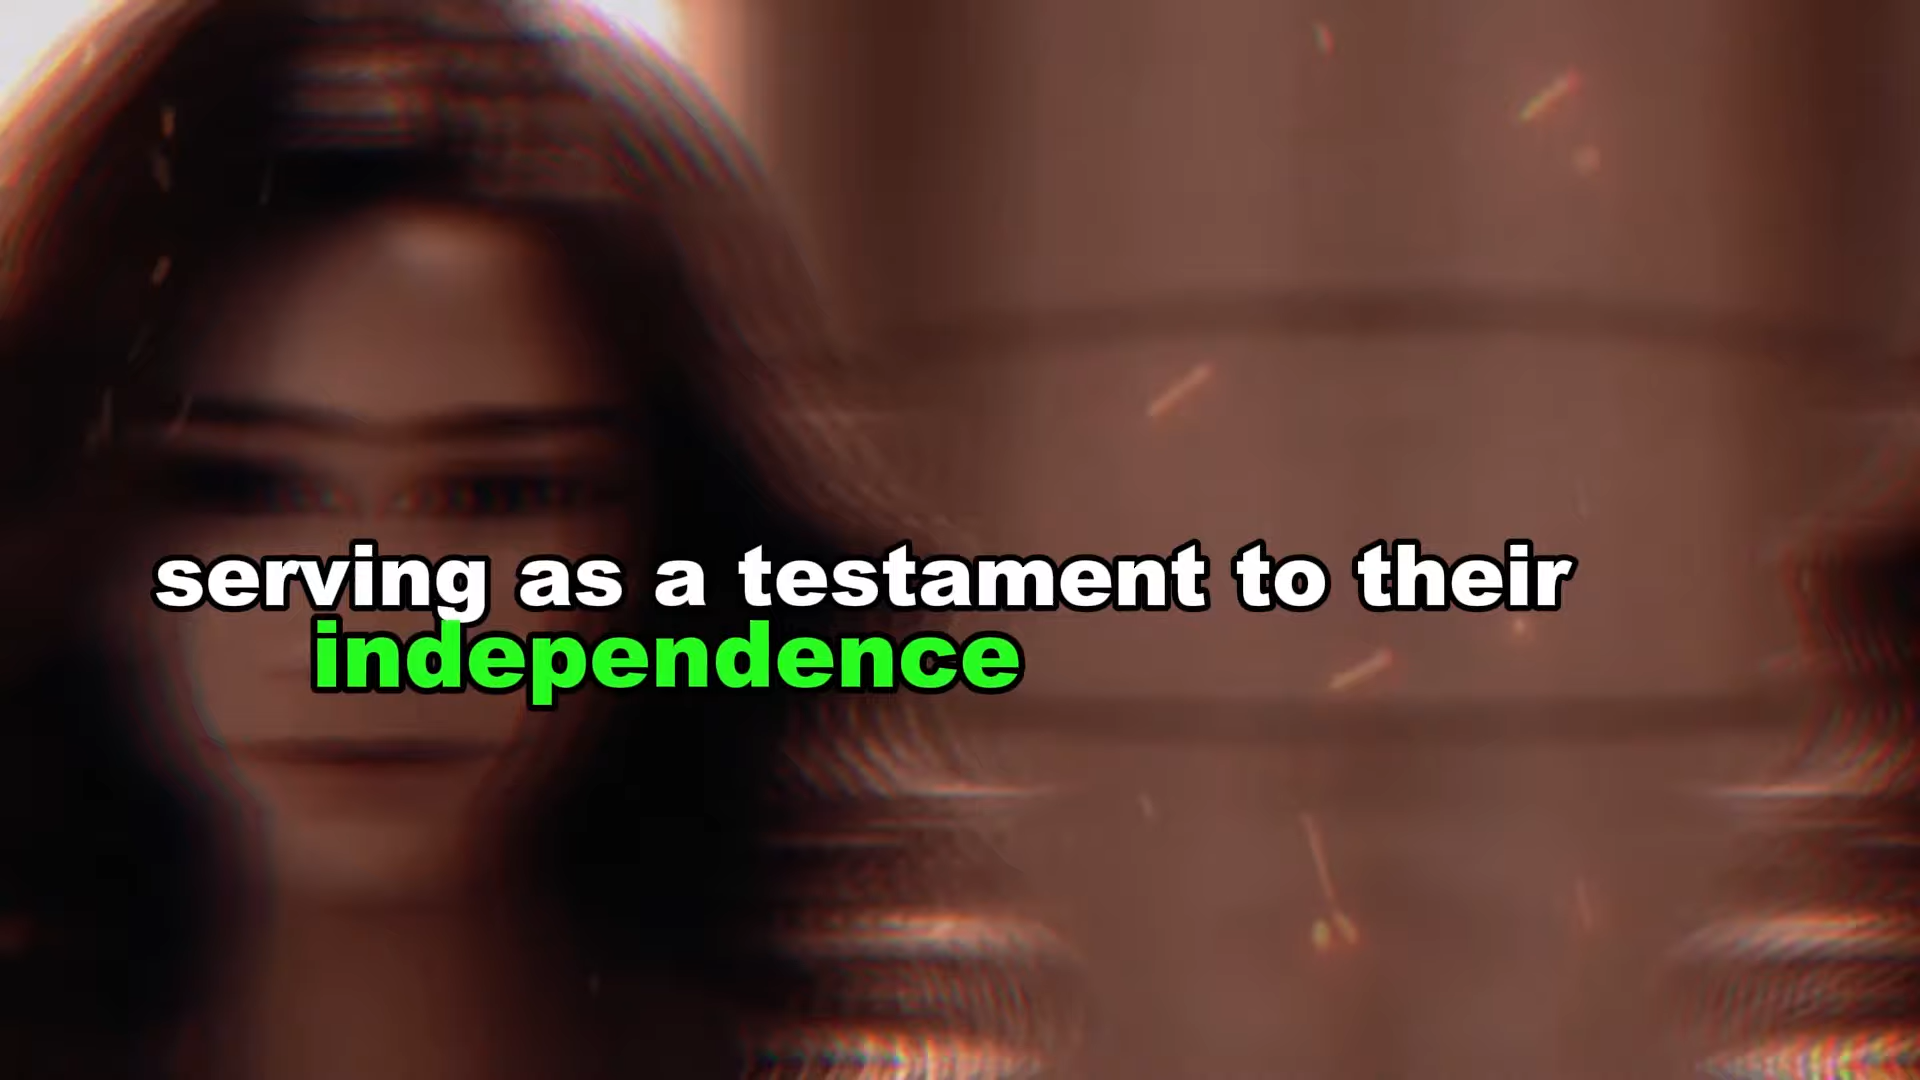 serving as a testament to their
independence